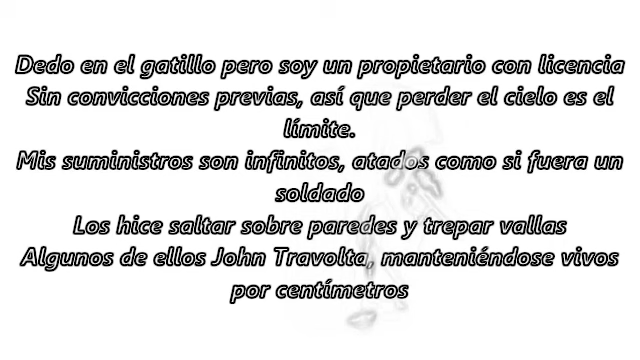 Dedo en el gatillo pero soy un propietario con licencia
Sin convicciones previas, así que perder el cielo es el
límite.
Mis suministros son infinitos, atados como si fuera un
soldado
Los hice saltar sobre paredes y trepar vallas
Algunos de ellos John Travolta, manteniéndose vivos
por centímetros